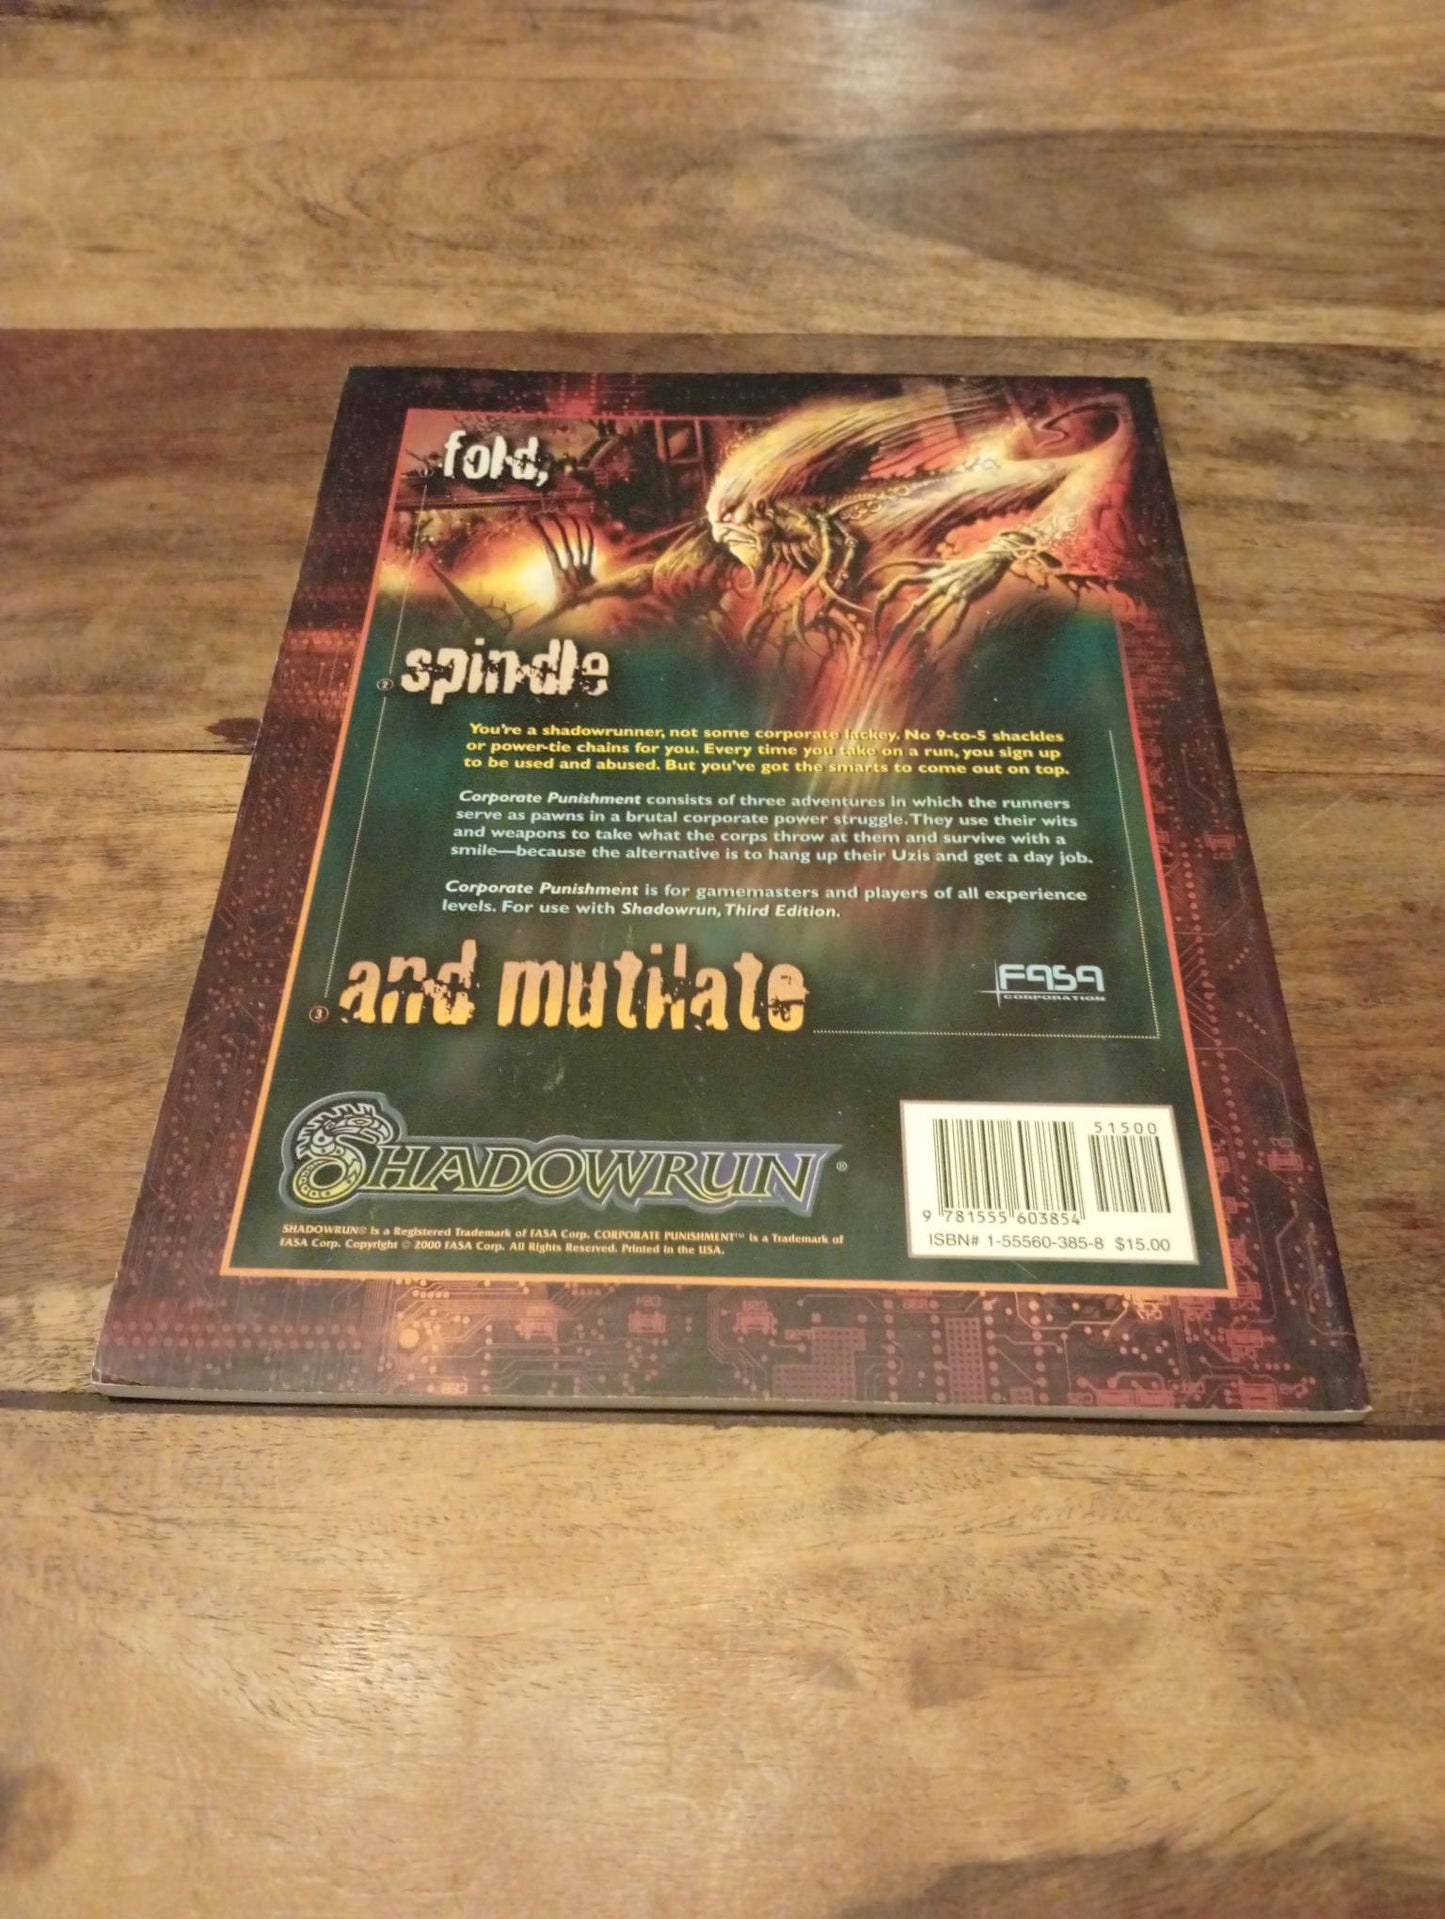 fold,
2 spindle
You're a shadowrunner, not some corporate lackey. No 9-to-5 shackles
or power-tie chains for you. Every time you take on a run, you sign up
to be used and abused. But you've got the smarts to come out on top.
Corporate Punishment consists of three adventures in which the runners
serve as pawns in a brutal corporate power struggle. They use their wits
and weapons to take what the corps throw at them and survive with a
smile—because the alternative is to hang up their Uzis and get a day job.
Corporate Punishment is for gamemasters and players of all experience
levels. For use with Shadowrun, Third Edition.
3 and mutilate
FASA
CORPORATION
SHADOWRUN®
SHADOWRUN® is a Registered Trademark of FASA Corp. CORPORATE PUNISHMENT™ is a Trademark of
FASA Corp. Copyright © 2000 FASA Corp. All Rights Reserved. Printed in the USA.
51500
9 781555 603854
ISBN# 1-55560-385-8 $15.00